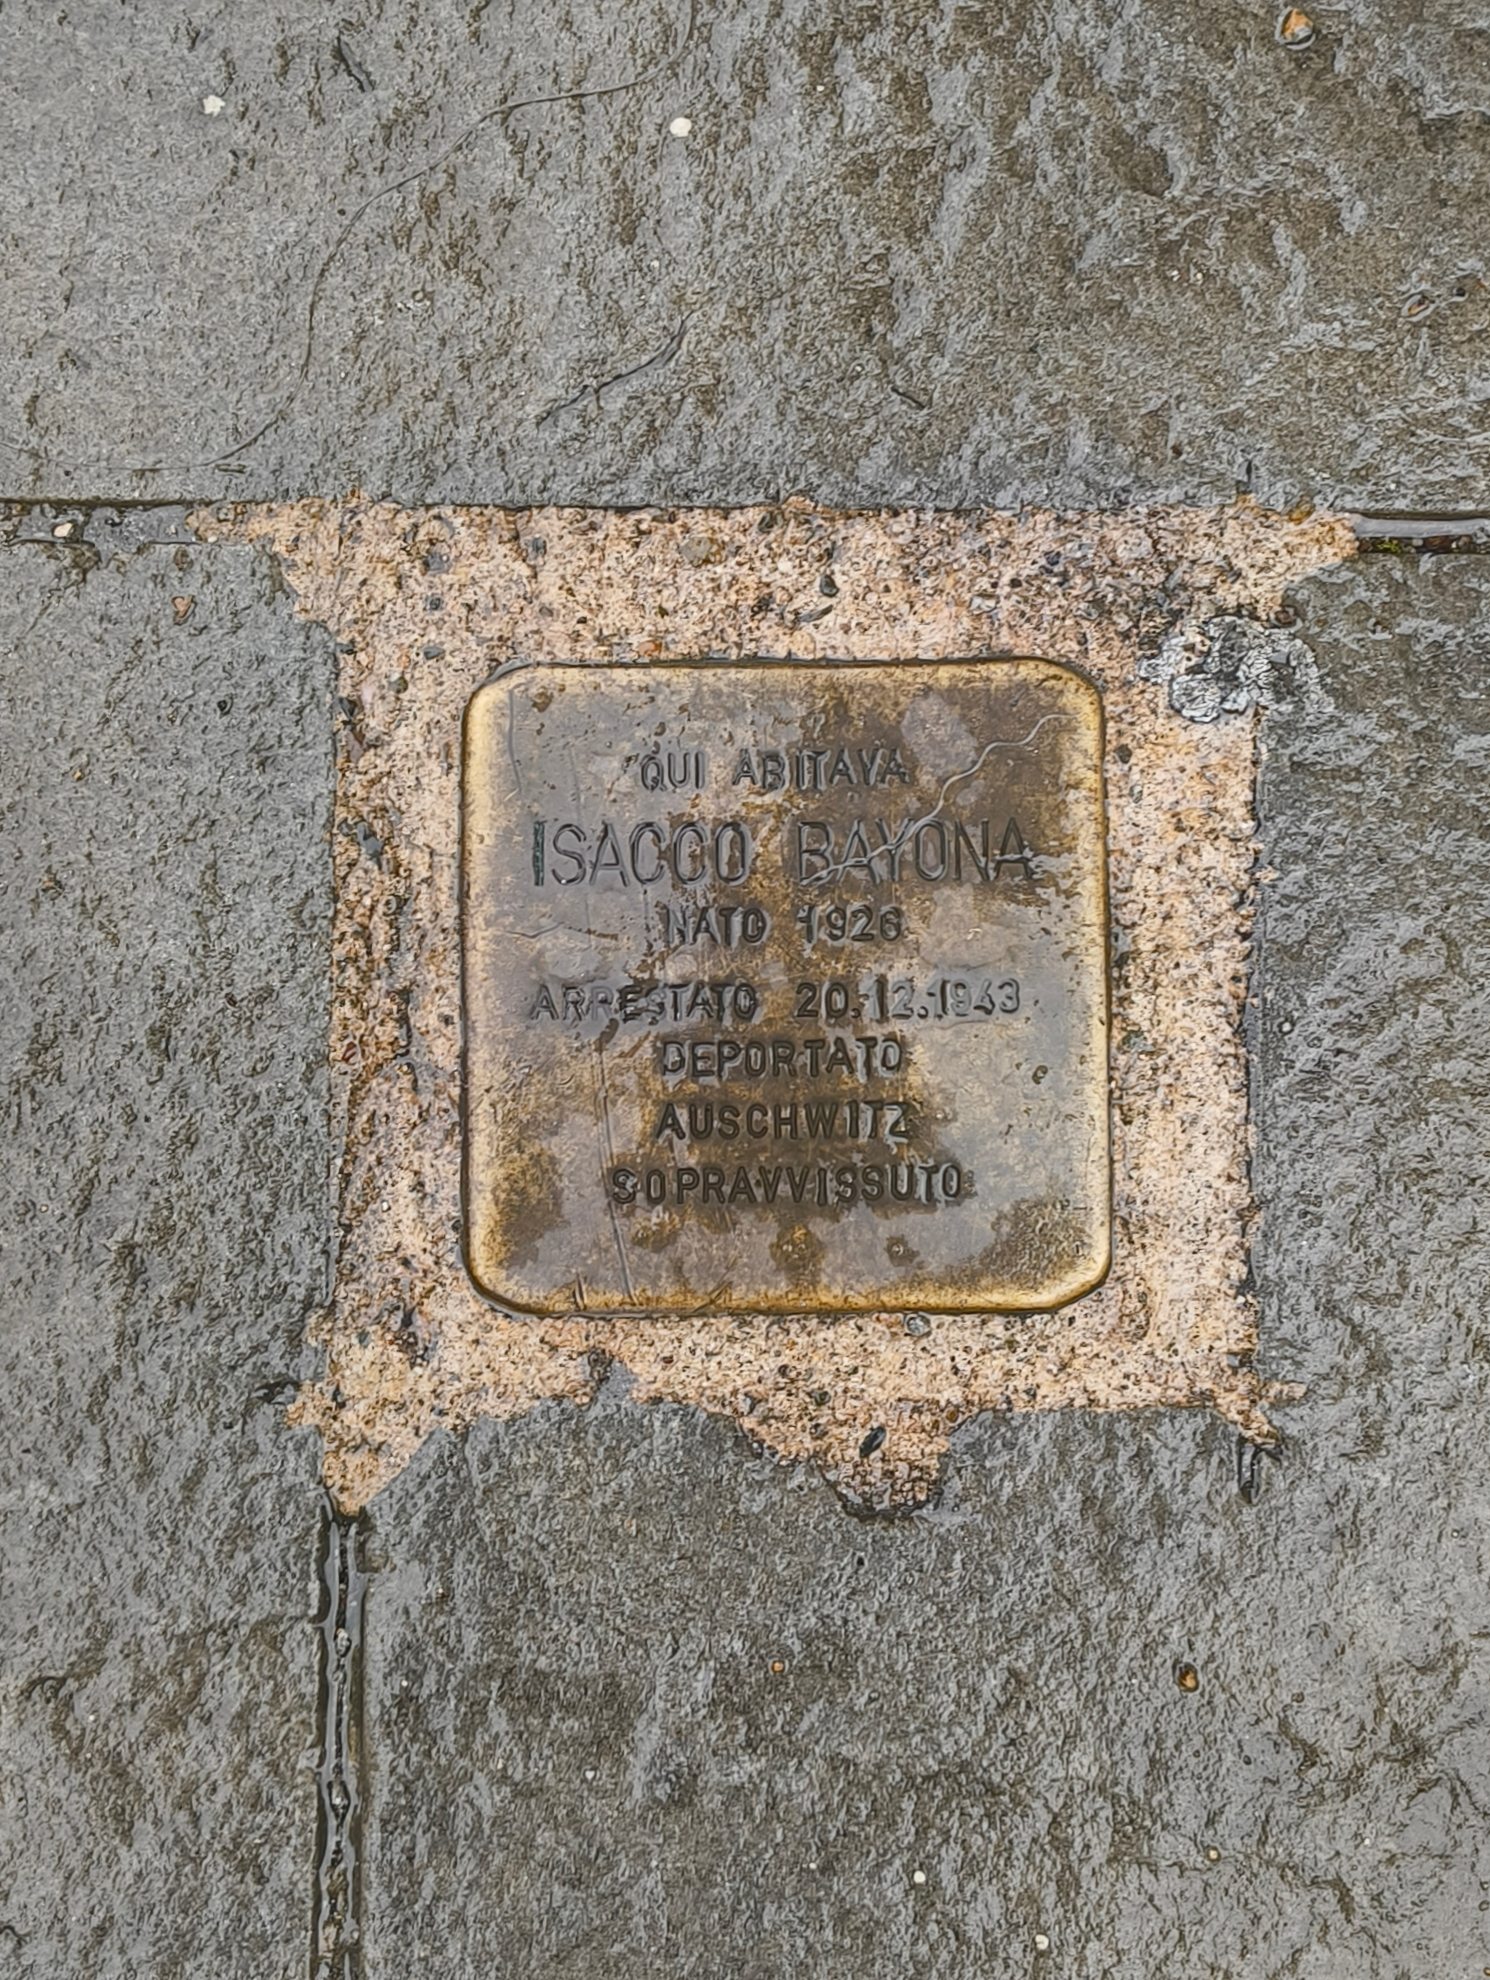 QUI ABITAVA
ISACCO BAYONA
NATO 1926
ARRESTATO 20.12.1943
DEPORTATO
AUSCHWITZ
SOPRAVVISSUTO